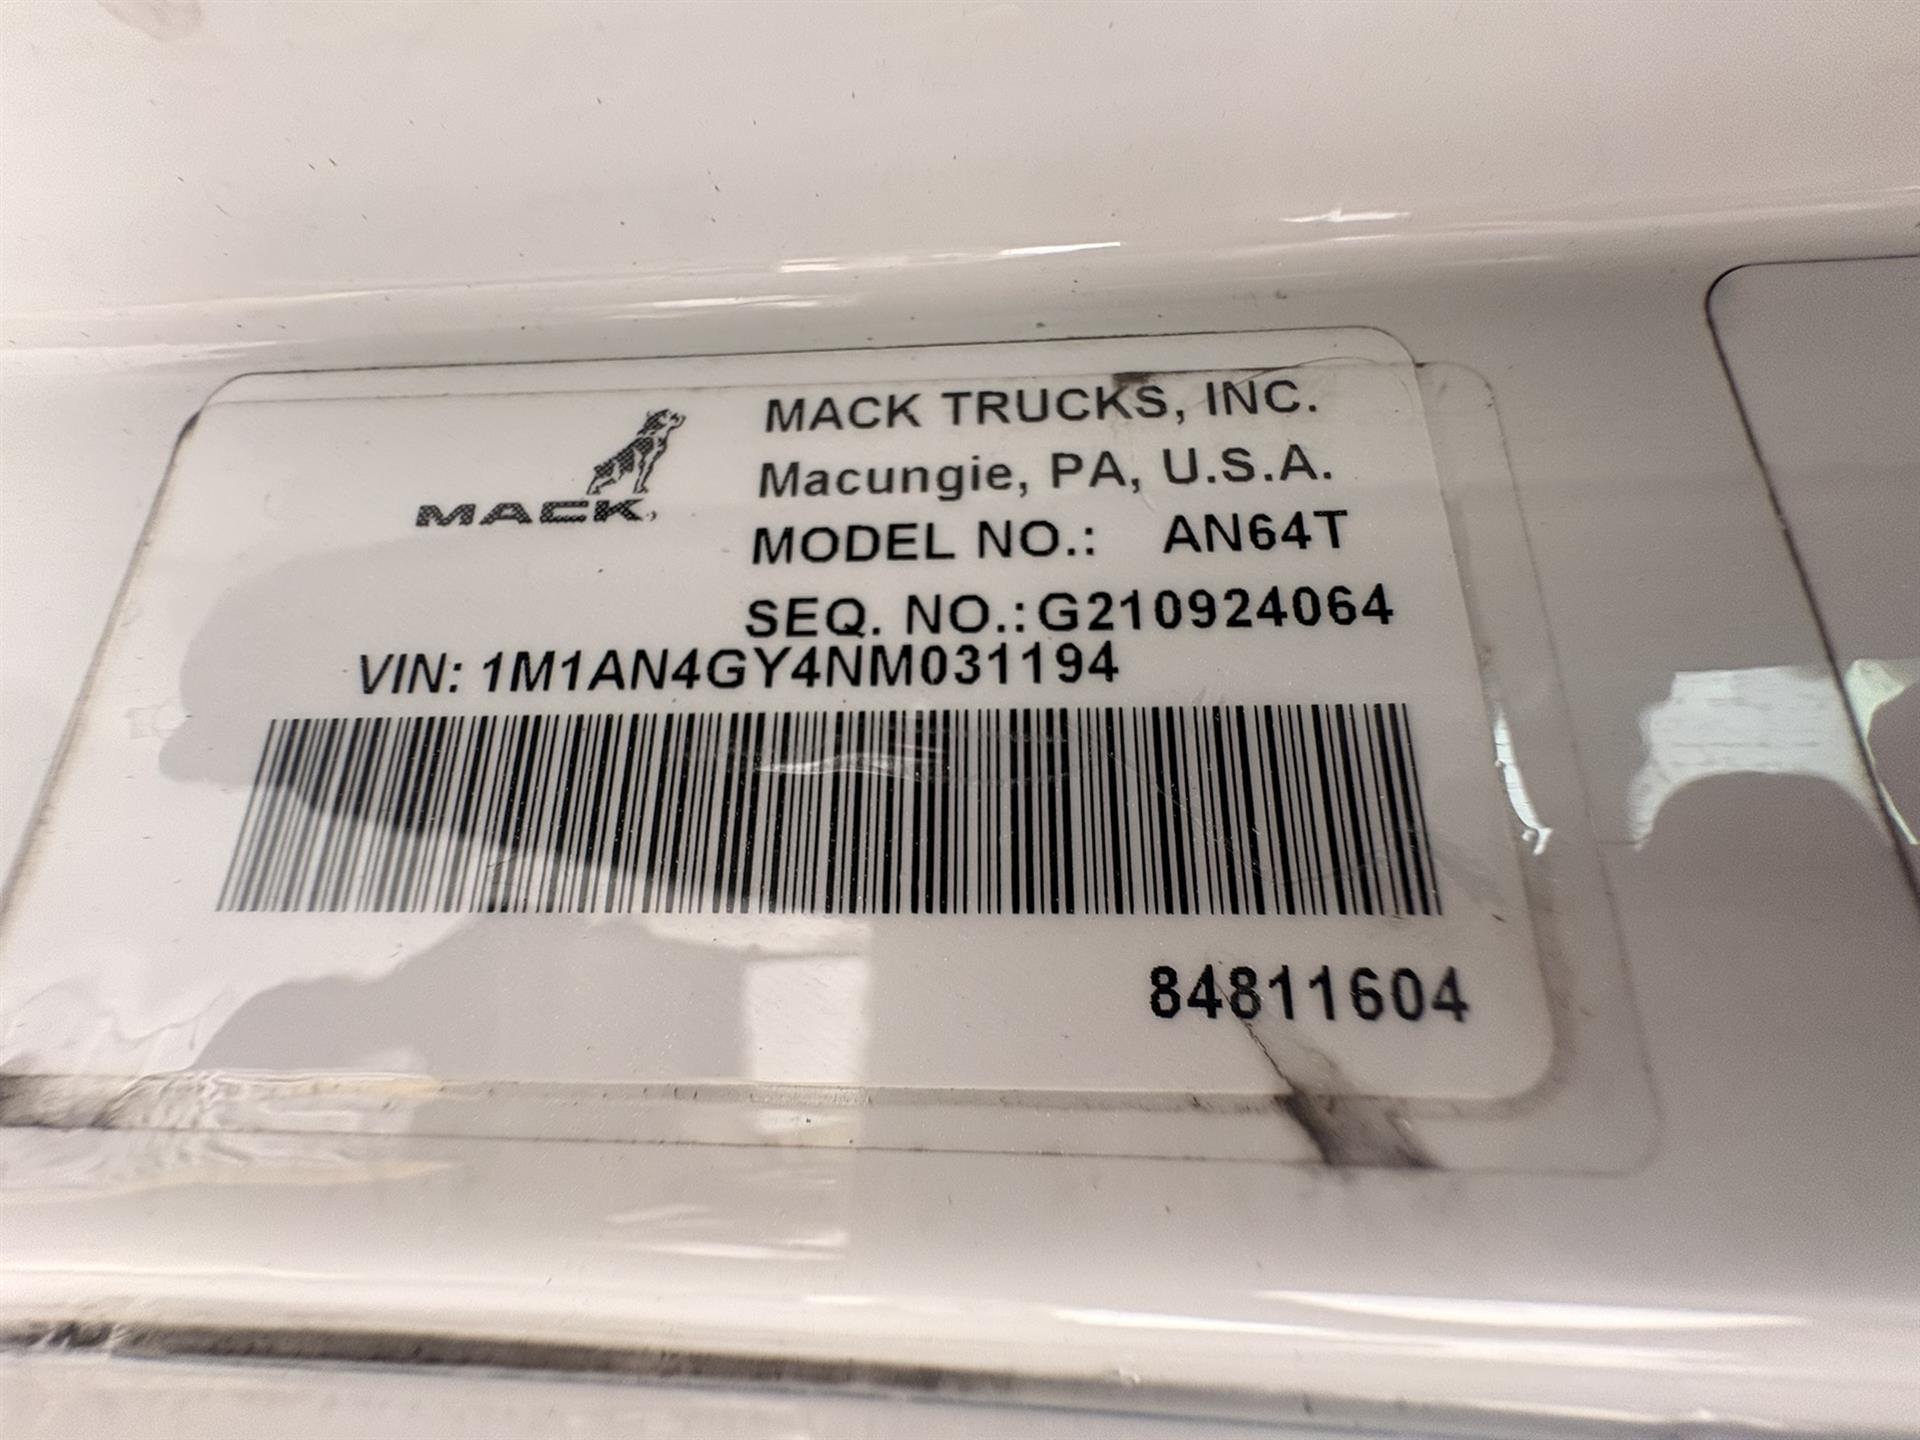 MACK
MACK TRUCKS, INC.
Macungie, PA, U.S.A.
MODEL NO.: AN64T
SEQ. NO.:G210924064
VIN: 1M1AN4GY4NM031194
84811604